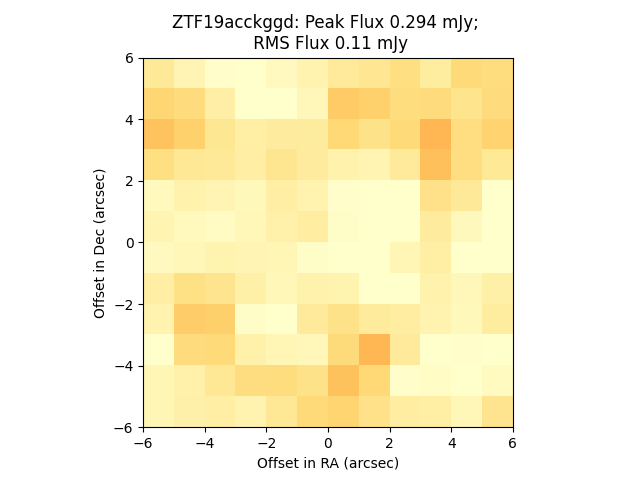 ZTF19acckggd: Peak Flux 0.294 mJy;
RMS Flux 0.11 mJy
6
4
2
0
−2
−4
−6
Offset in Dec (arcsec)
−6 −4 −2 0 2 4 6
Offset in RA (arcsec)